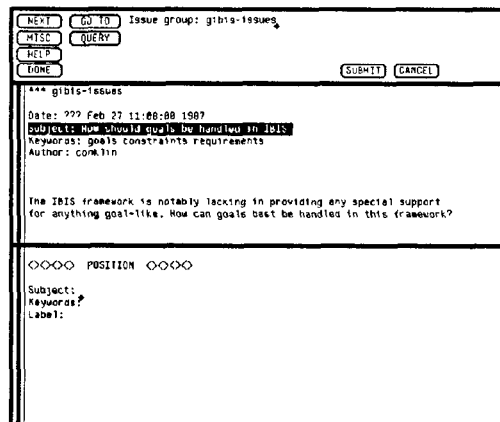 NEXT GO TO Issue group: gibis-issues
MISC QUERY
HELP
DONE SUBMIT CANCEL
*** gibis-issues
Date: ??? Feb 27 11:00:00 1987
Subject: How should goals be handled in IBIS
Keywords: goals constraints requirements
Author: conklin
The IBIS framework is notably lacking in providing any special support
for anything goal-like. How can goals best be handled in this framework?
◇◇◇◇ POSITION ◇◇◇◇
Subject:
Keywords:
Label: